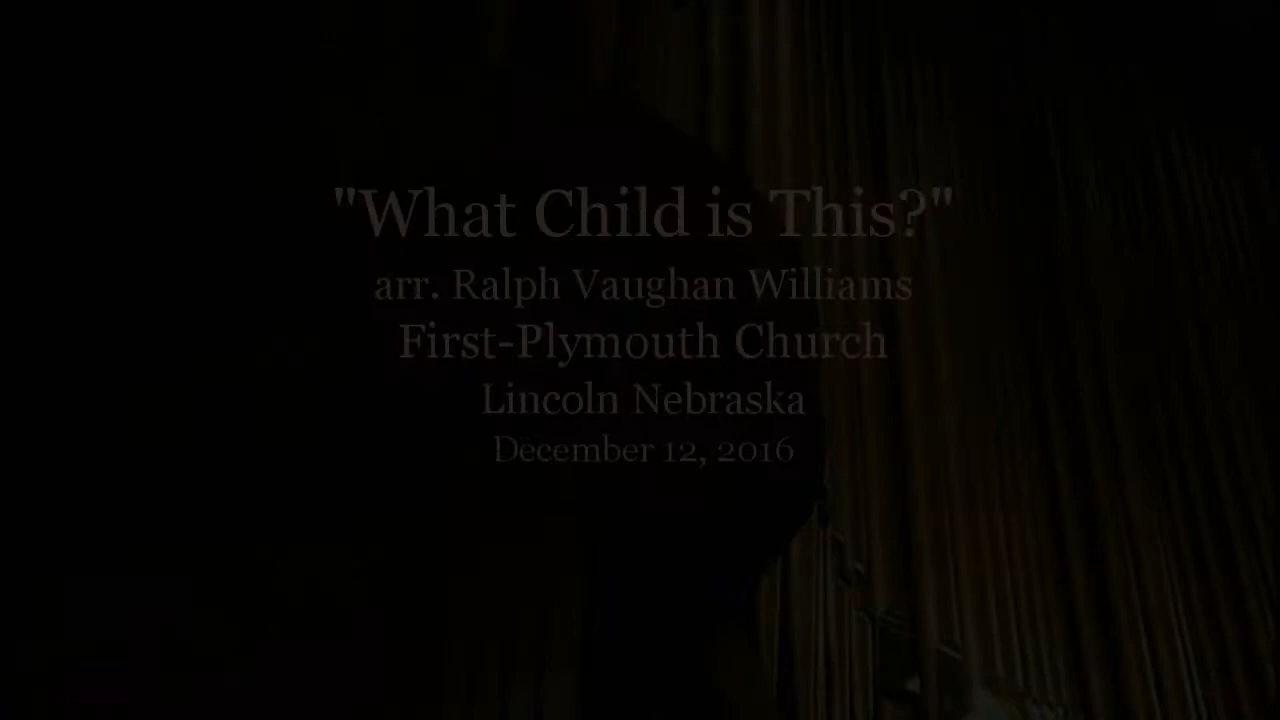 "What Child is This?"
arr. Ralph Vaughan Williams
First-Plymouth Church
Lincoln Nebraska
December 12, 2016